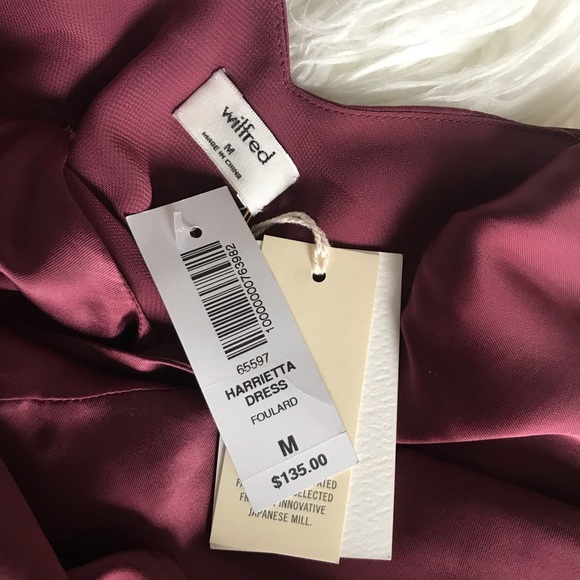 wilfred
M
MADE IN CHINA
1000000763982
65597
HARRIETTA
DRESS
FOULARD
M
$135.00
SELECTED
INNOVATIVE
JAPANESE MILL.